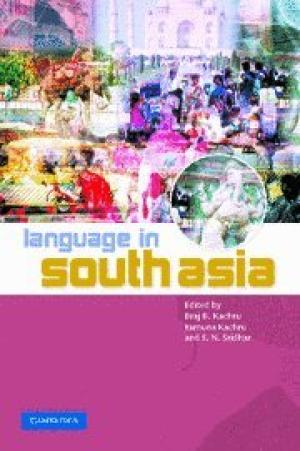 language in
south asia
Edited by
Braj B. Kachru
Yamuna Kachru
and S. N. Sridhar
CAMBRIDGE